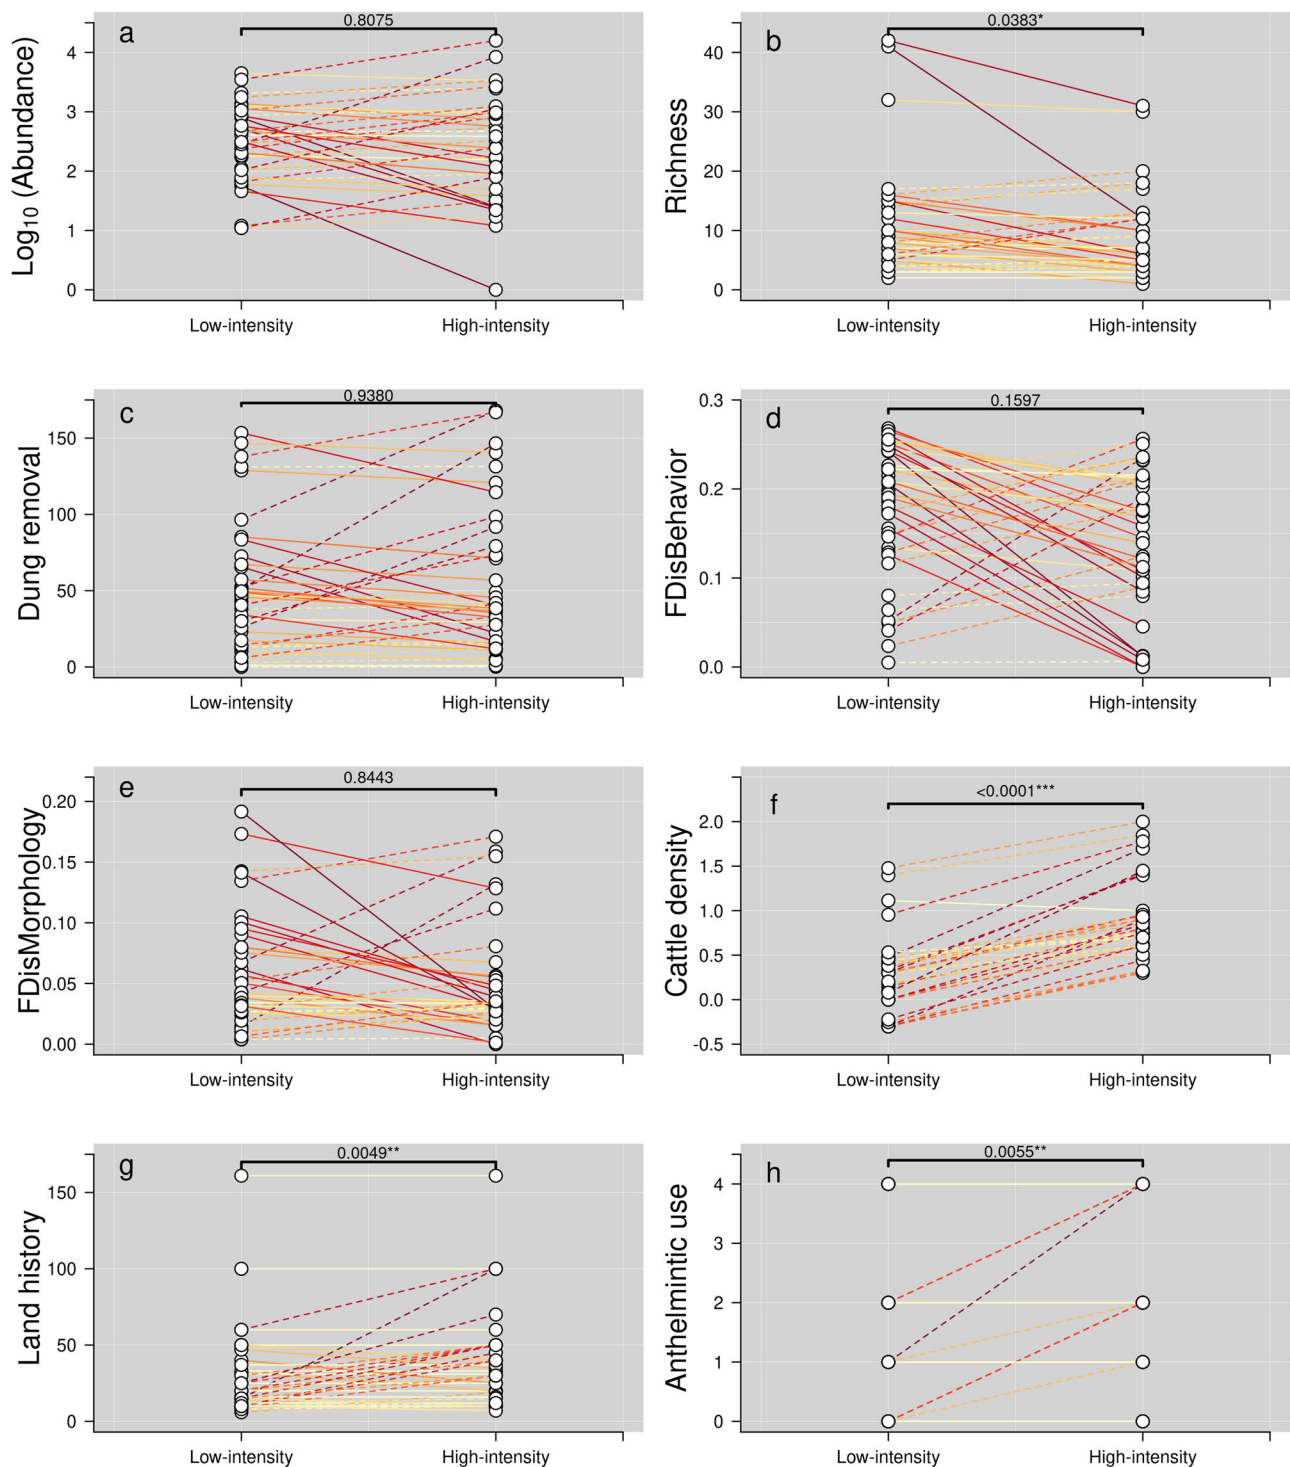 a
0.8075
Log₁₀ (Abundance)
4
3
2
1
0
Low-intensity
High-intensity
b
0.0383*
Richness
40
30
20
10
0
Low-intensity
High-intensity
c
0.9380
Dung removal
150
100
50
0
Low-intensity
High-intensity
d
0.1597
FDisBehavior
0.3
0.2
0.1
0.0
Low-intensity
High-intensity
e
0.8443
FDisMorphology
0.20
0.15
0.10
0.05
0.00
Low-intensity
High-intensity
f
<0.0001***
Cattle density
2.0
1.5
1.0
0.5
0.0
-0.5
Low-intensity
High-intensity
g
0.0049**
Land history
150
100
50
0
Low-intensity
High-intensity
h
0.0055**
Anthelmintic use
4
3
2
1
0
Low-intensity
High-intensity